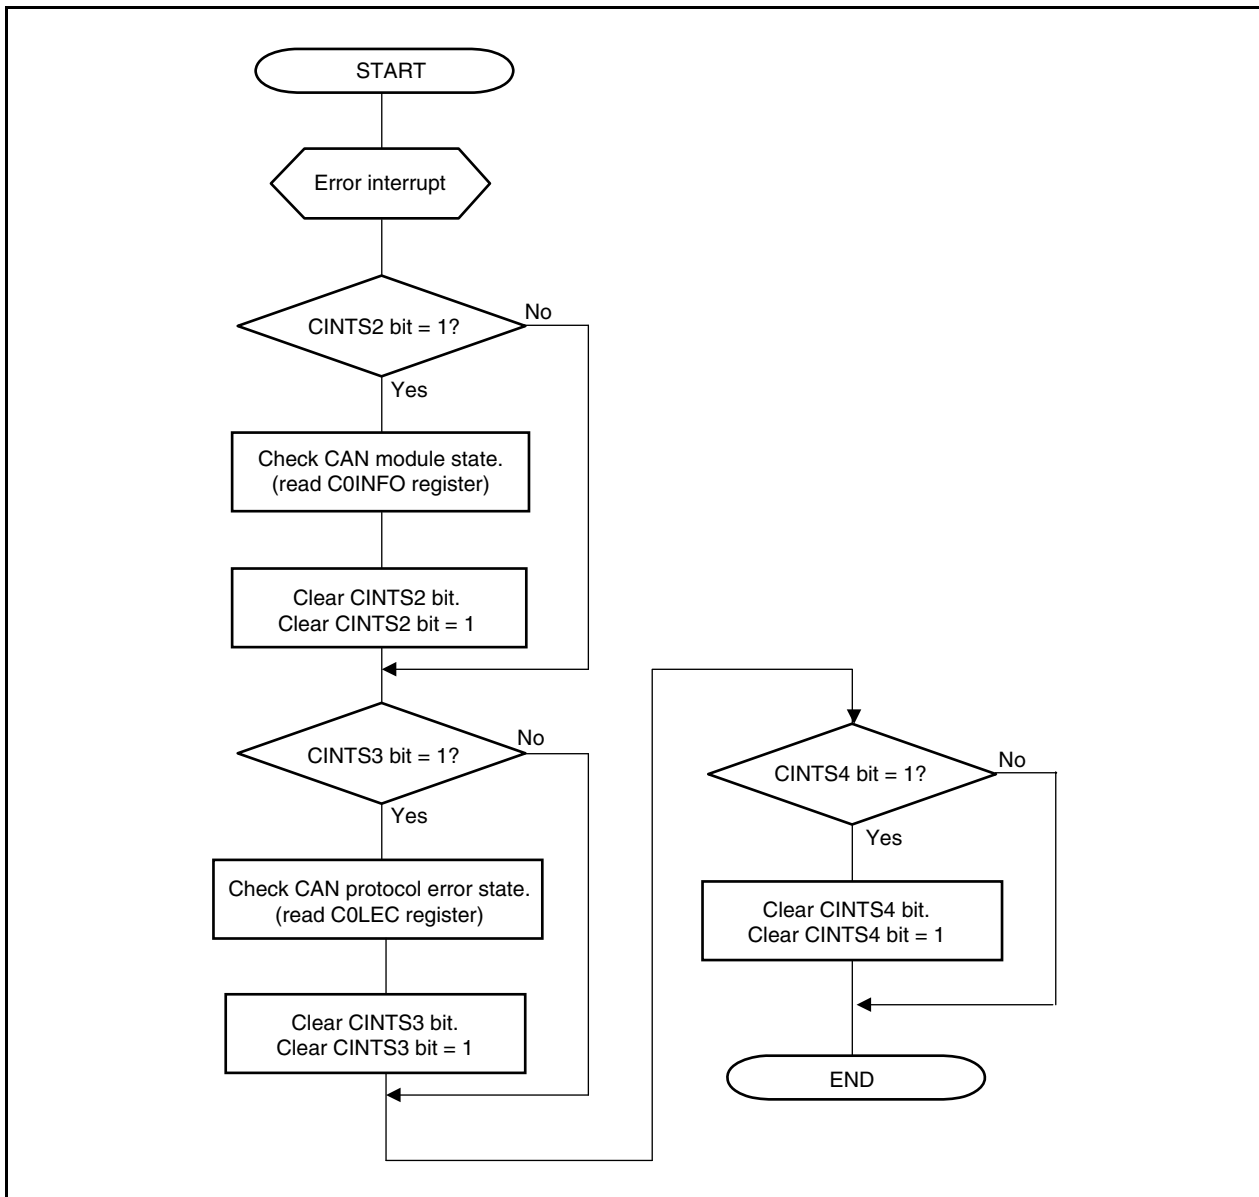 START
Error interrupt
CINTS2 bit = 1?
No
Yes
Check CAN module state.
(read C0INFO register)
Clear CINTS2 bit.
Clear CINTS2 bit = 1
CINTS3 bit = 1?
No
Yes
Check CAN protocol error state.
(read C0LEC register)
Clear CINTS3 bit.
Clear CINTS3 bit = 1
CINTS4 bit = 1?
No
Yes
Clear CINTS4 bit.
Clear CINTS4 bit = 1
END